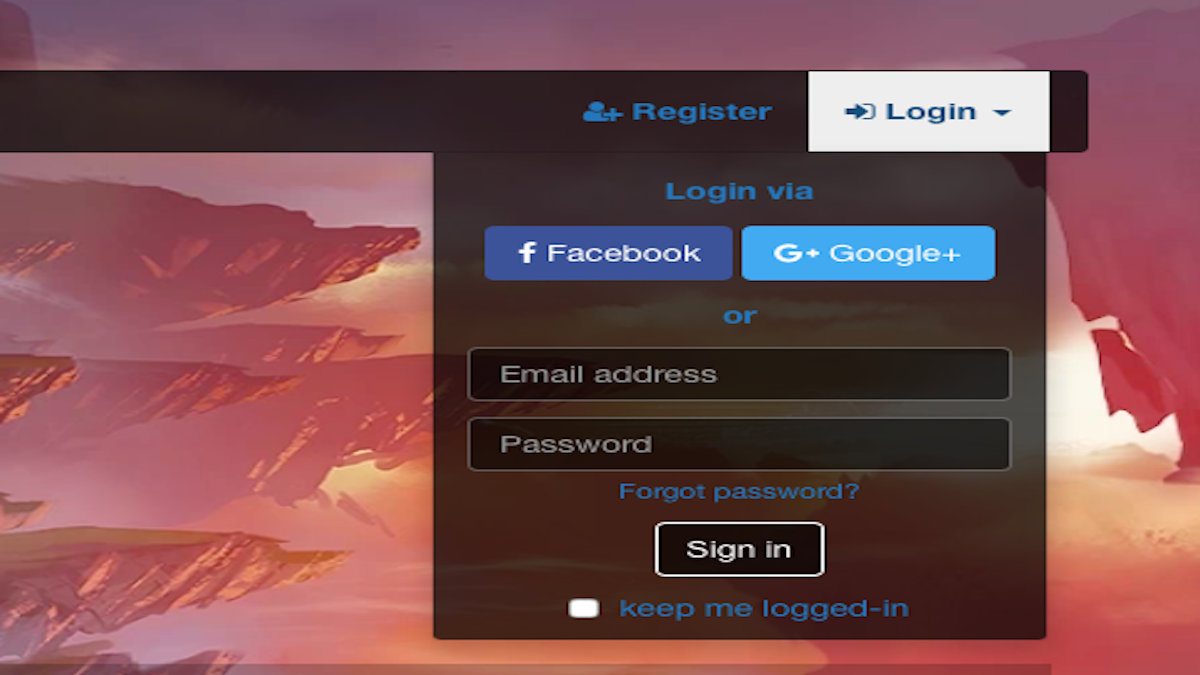 Register Login
Login via
Facebook G+ Google+
or
Email address
Password
Forgot password?
Sign in
keep me logged-in